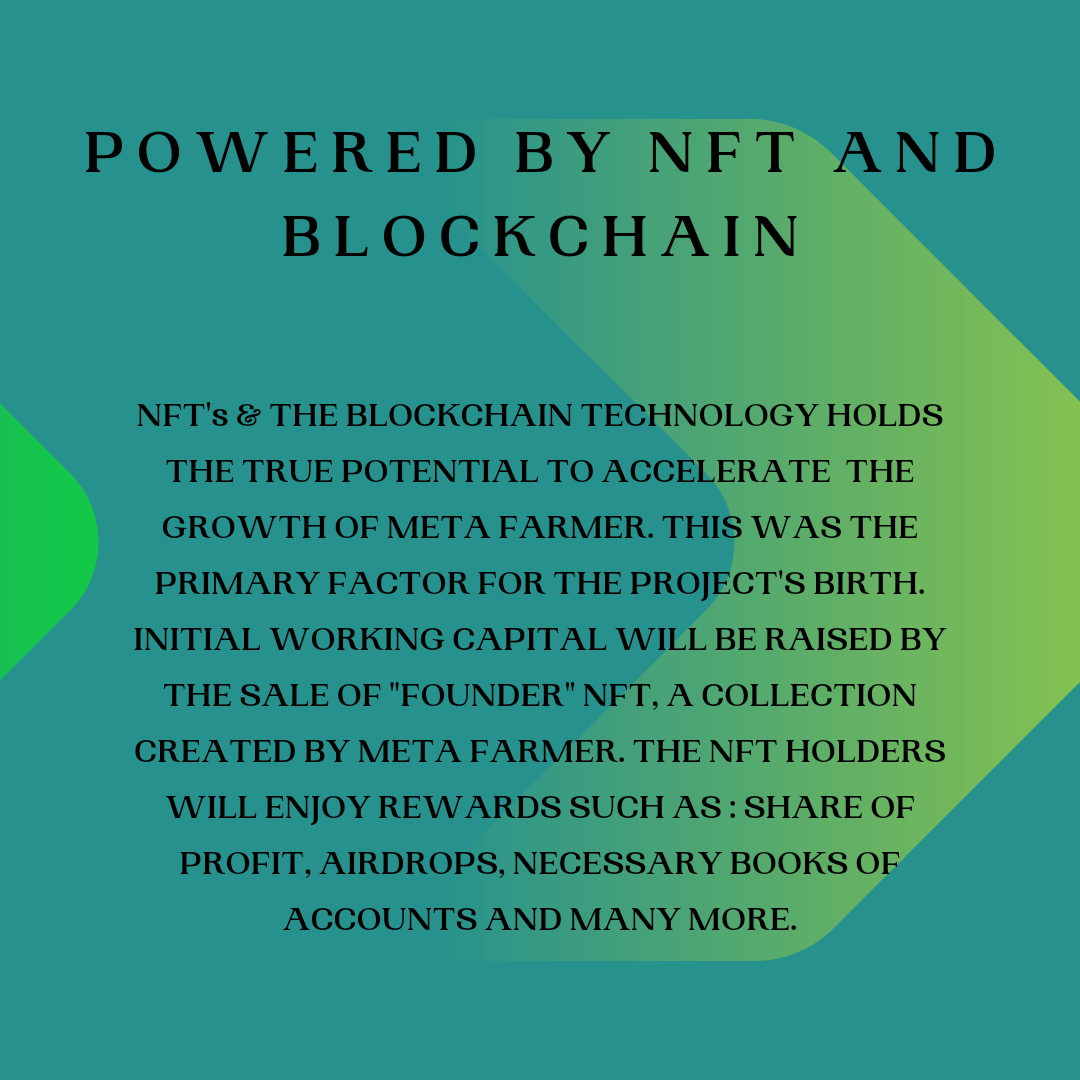 POWERED BY NFT AND
BLOCKCHAIN
NFT's & THE BLOCKCHAIN TECHNOLOGY HOLDS
THE TRUE POTENTIAL TO ACCELERATE  THE
GROWTH OF META FARMER. THIS WAS THE
PRIMARY FACTOR FOR THE PROJECT'S BIRTH.
INITIAL WORKING CAPITAL WILL BE RAISED BY
THE SALE OF "FOUNDER" NFT, A COLLECTION
CREATED BY META FARMER. THE NFT HOLDERS
WILL ENJOY REWARDS SUCH AS : SHARE OF
PROFIT, AIRDROPS, NECESSARY BOOKS OF
ACCOUNTS AND MANY MORE.